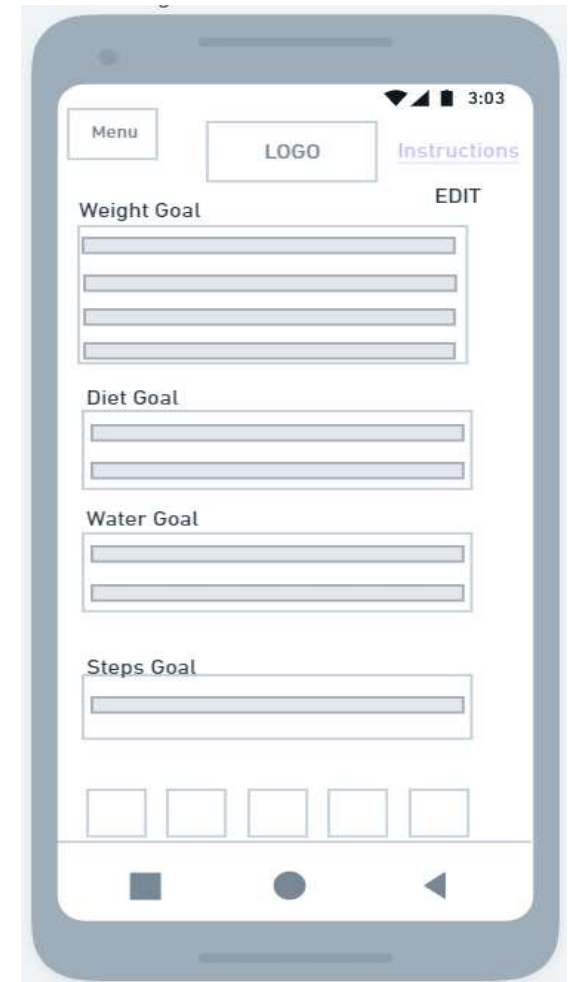 3:03
Menu
LOGO
Instructions
EDIT
Weight Goal
Diet Goal
Water Goal
Steps Goal